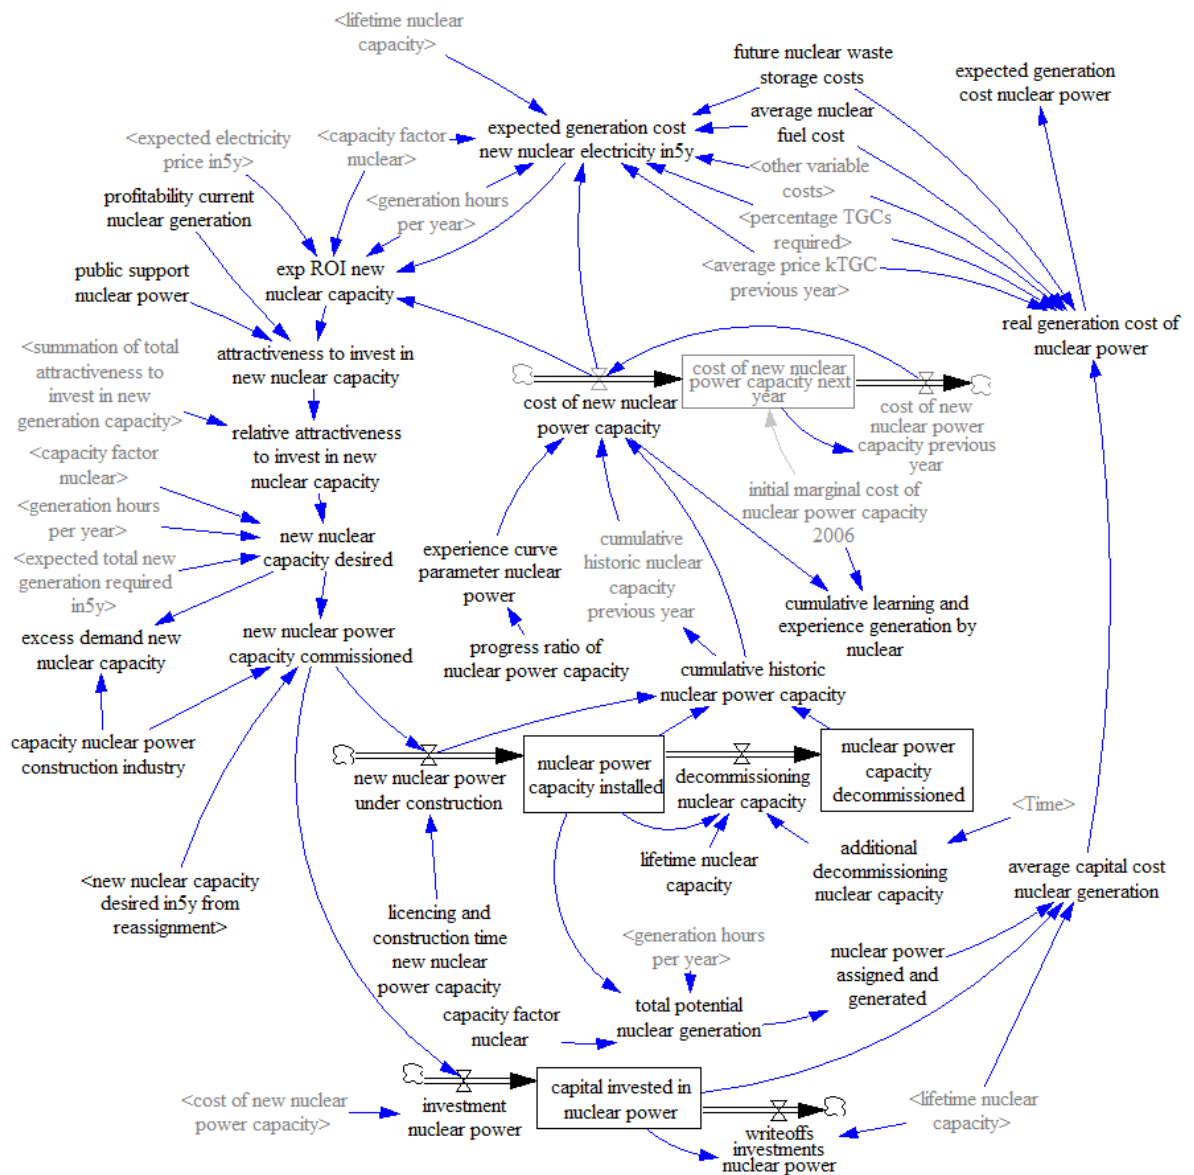 <lifetime nuclear
capacity>
future nuclear waste
storage costs
expected generation
cost nuclear power
average nuclear
fuel cost
<expected electricity
price in5y>
<capacity factor
nuclear>
expected generation cost
new nuclear electricity in5y
<other variable
costs>
profitability current
nuclear generation
<generation hours
per year>
<percentage TGCs
required>
<average price kTGC
previous year>
public support
nuclear power
exp ROI new
nuclear capacity
real generation cost of
nuclear power
<summation of total
attractiveness to
invest in new
generation capacity>
attractiveness to invest in
new nuclear capacity
cost of new nuclear
power capacity
cost of new nuclear
power capacity next
year
cost of new
nuclear power
capacity previous
year
relative attractiveness
to invest in new
nuclear capacity
<capacity factor
nuclear>
<generation hours
per year>
<expected total new
generation required
in5y>
new nuclear
capacity desired
initial marginal cost of
nuclear power capacity
2006
experience curve
parameter nuclear
power
cumulative
historic nuclear
capacity
previous year
cumulative learning and
experience generation by
nuclear
excess demand new
nuclear capacity
new nuclear power
capacity commissioned
progress ratio of
nuclear power capacity
cumulative historic
nuclear power capacity
capacity nuclear power
construction industry
new nuclear power
under construction
nuclear power
capacity installed
decommissioning
nuclear capacity
nuclear power
capacity
decommissioned
<Time>
lifetime nuclear
capacity
additional
decommissioning
nuclear capacity
average capital cost
nuclear generation
<new nuclear capacity
desired in5y from
reassignment>
licencing and
construction time
new nuclear
power capacity
<generation hours
per year>
nuclear power
assigned and
generated
capacity factor
nuclear
total potential
nuclear generation
<cost of new nuclear
power capacity>
investment
nuclear power
capital invested in
nuclear power
writeoffs
investments
nuclear power
<lifetime nuclear
capacity>